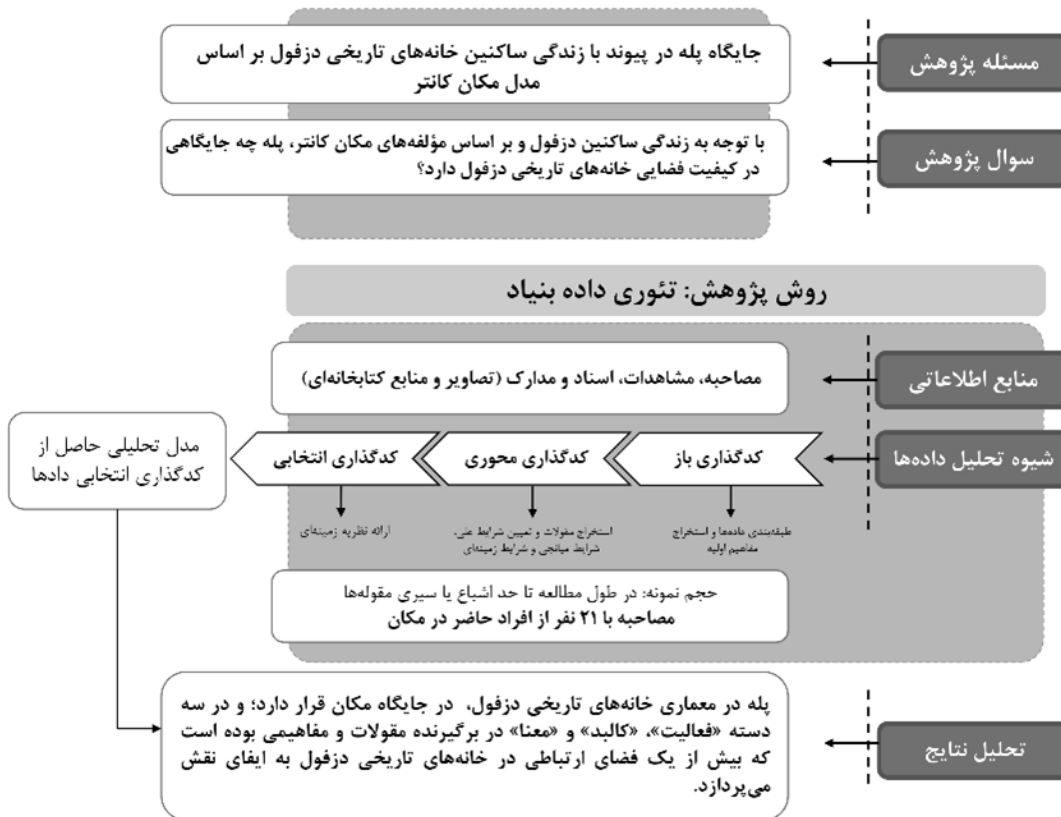 مسئله پژوهش
جایگاه پله در پیوند با زندگی ساکنین خانه‌های تاریخی دزفول بر اساس
مدل مکان کانتر
سوال پژوهش
با توجه به زندگی ساکنین دزفول و بر اساس مؤلفه‌های مکان کانتر، پله چه جایگاهی
در کیفیت فضایی خانه‌های تاریخی دزفول دارد؟
روش پژوهش: تئوری داده بنیاد
منابع اطلاعاتی
مصاحبه، مشاهدات، اسناد و مدارک (تصاویر و منابع کتابخانه‌ای)
شیوه تحلیل داده‌ها
کدگذاری باز
کدگذاری محوری
کدگذاری انتخابی
مدل تحلیلی حاصل از
کدگذاری انتخابی دادها
طبقه‌بندی داده‌ها و استخراج
مفاهیم اولیه
استخراج مقولات و تعیین شرایط علی،
شرایط میانجی و شرایط زمینه‌ای
ارائه نظریه زمینه‌ای
حجم نمونه: در طول مطالعه تا حد اشباع یا سیری مقوله‌ها
مصاحبه با ۲۱ نفر از افراد حاضر در مکان
تحلیل نتایج
پله در معماری خانه‌های تاریخی دزفول، در جایگاه مکان قرار دارد؛ و در سه
دسته «فعالیت»، «کالبد» و «معنا» در برگیرنده مقولات و مفاهیمی بوده است
که بیش از یک فضای ارتباطی در خانه‌های تاریخی دزفول به ایفای نقش
می‌پردازد.